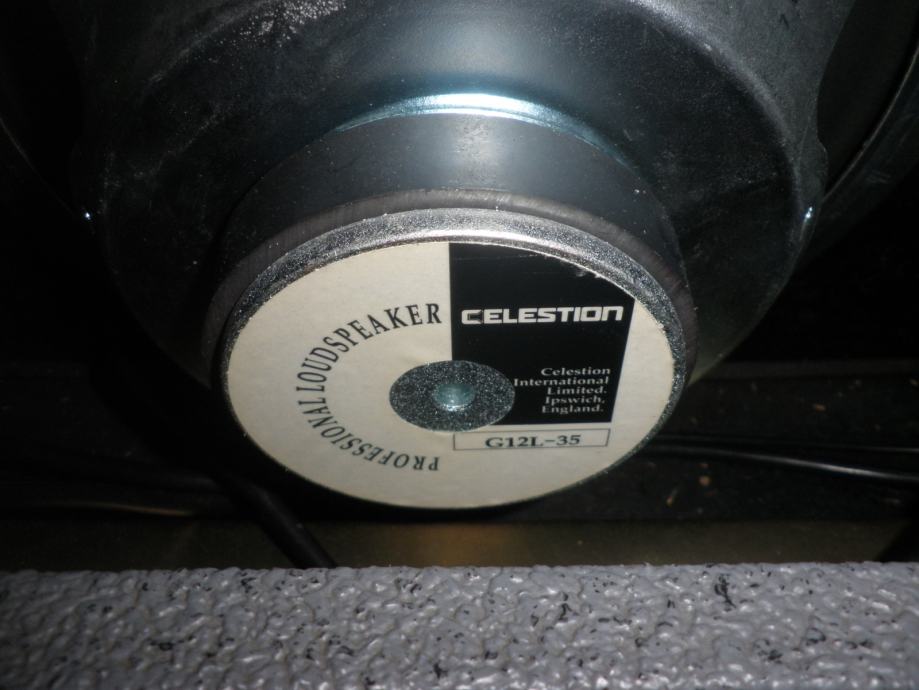 PROFESSIONAL LOUDSPEAKER
CELESTION
Celestion
International
Limited.
Ipswich,
England.
G12L-35